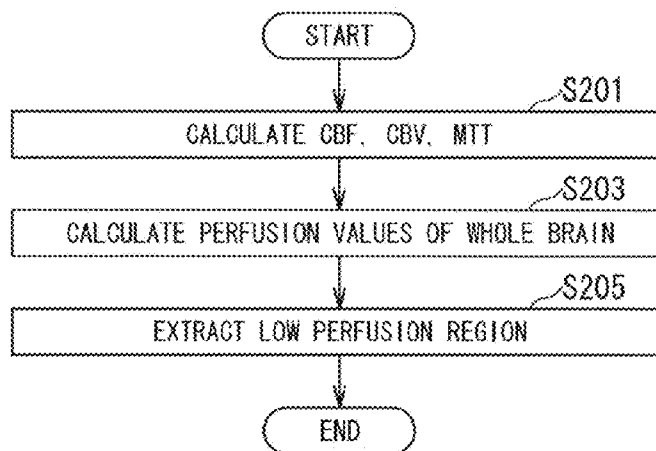 START
S201
CALCULATE CBF, CBV, MTT
S203
CALCULATE PERFUSION VALUES OF WHOLE BRAIN
S205
EXTRACT LOW PERFUSION REGION
END